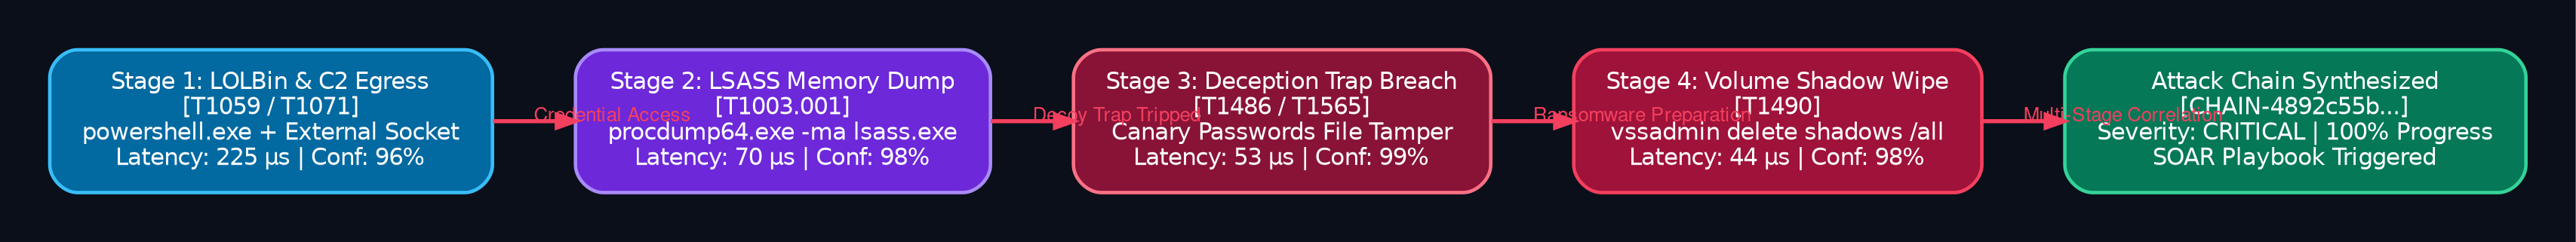 Stage 1: LOLBin & C2 Egress
[T1059 / T1071]
powershell.exe + External Socket
Latency: 225 µs | Conf: 96%
Credential Access
Stage 2: LSASS Memory Dump
[T1003.001]
procdump64.exe -ma lsass.exe
Latency: 70 µs | Conf: 98%
Decoy Trap Tripped
Stage 3: Deception Trap Breach
[T1486 / T1565]
Canary Passwords File Tamper
Latency: 53 µs | Conf: 99%
Ransomware Preparation
Stage 4: Volume Shadow Wipe
[T1490]
vssadmin delete shadows /all
Latency: 44 µs | Conf: 98%
Multi-Stage Correlation
Attack Chain Synthesized
[CHAIN-4892c55b...]
Severity: CRITICAL | 100% Progress
SOAR Playbook Triggered